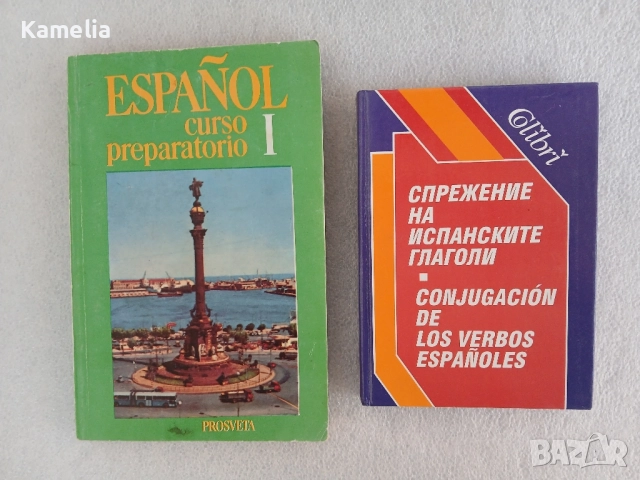 Kamelia
ESPAÑOL
curso
preparatorio I
PROSVETA
Colibri
СПРЕЖЕНИЕ
НА
ИСПАНСКИТЕ
ГЛАГОЛИ
CONJUGACIÓN
DE
LOS VERBOS
ESPAÑOLES
BAZAR